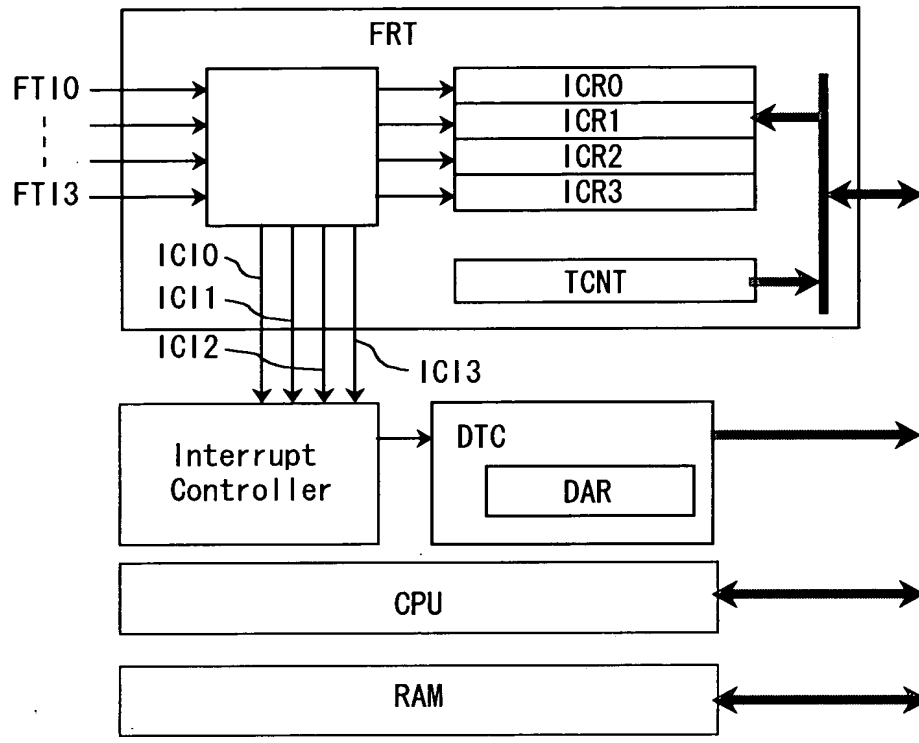 FRT
FTI0
FTI3
ICR0
ICR1
ICR2
ICR3
TCNT
ICI0
ICI1
ICI2
ICI3
Interrupt
Controller
DTC
DAR
CPU
RAM